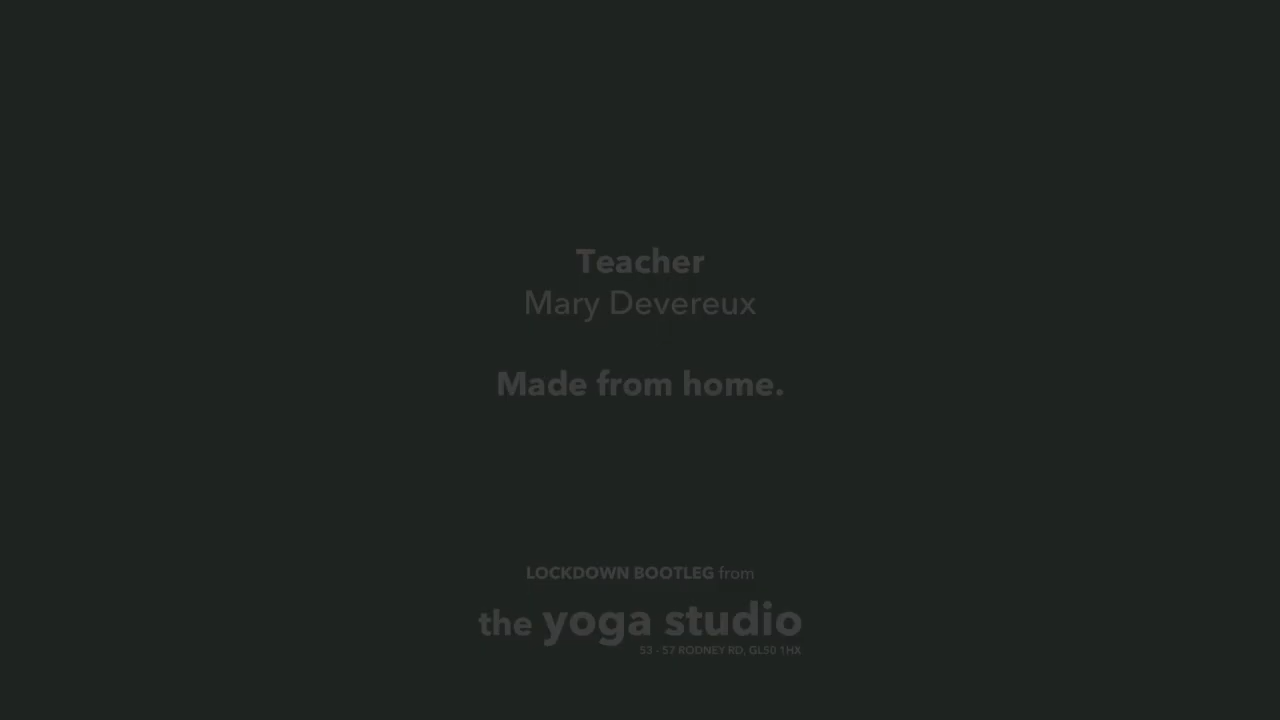 Teacher
Mary Devereux
Made from home.
LOCKDOWN BOOTLEG from
the yoga studio
53 - 57 RODNEY RD, GL50 1HX